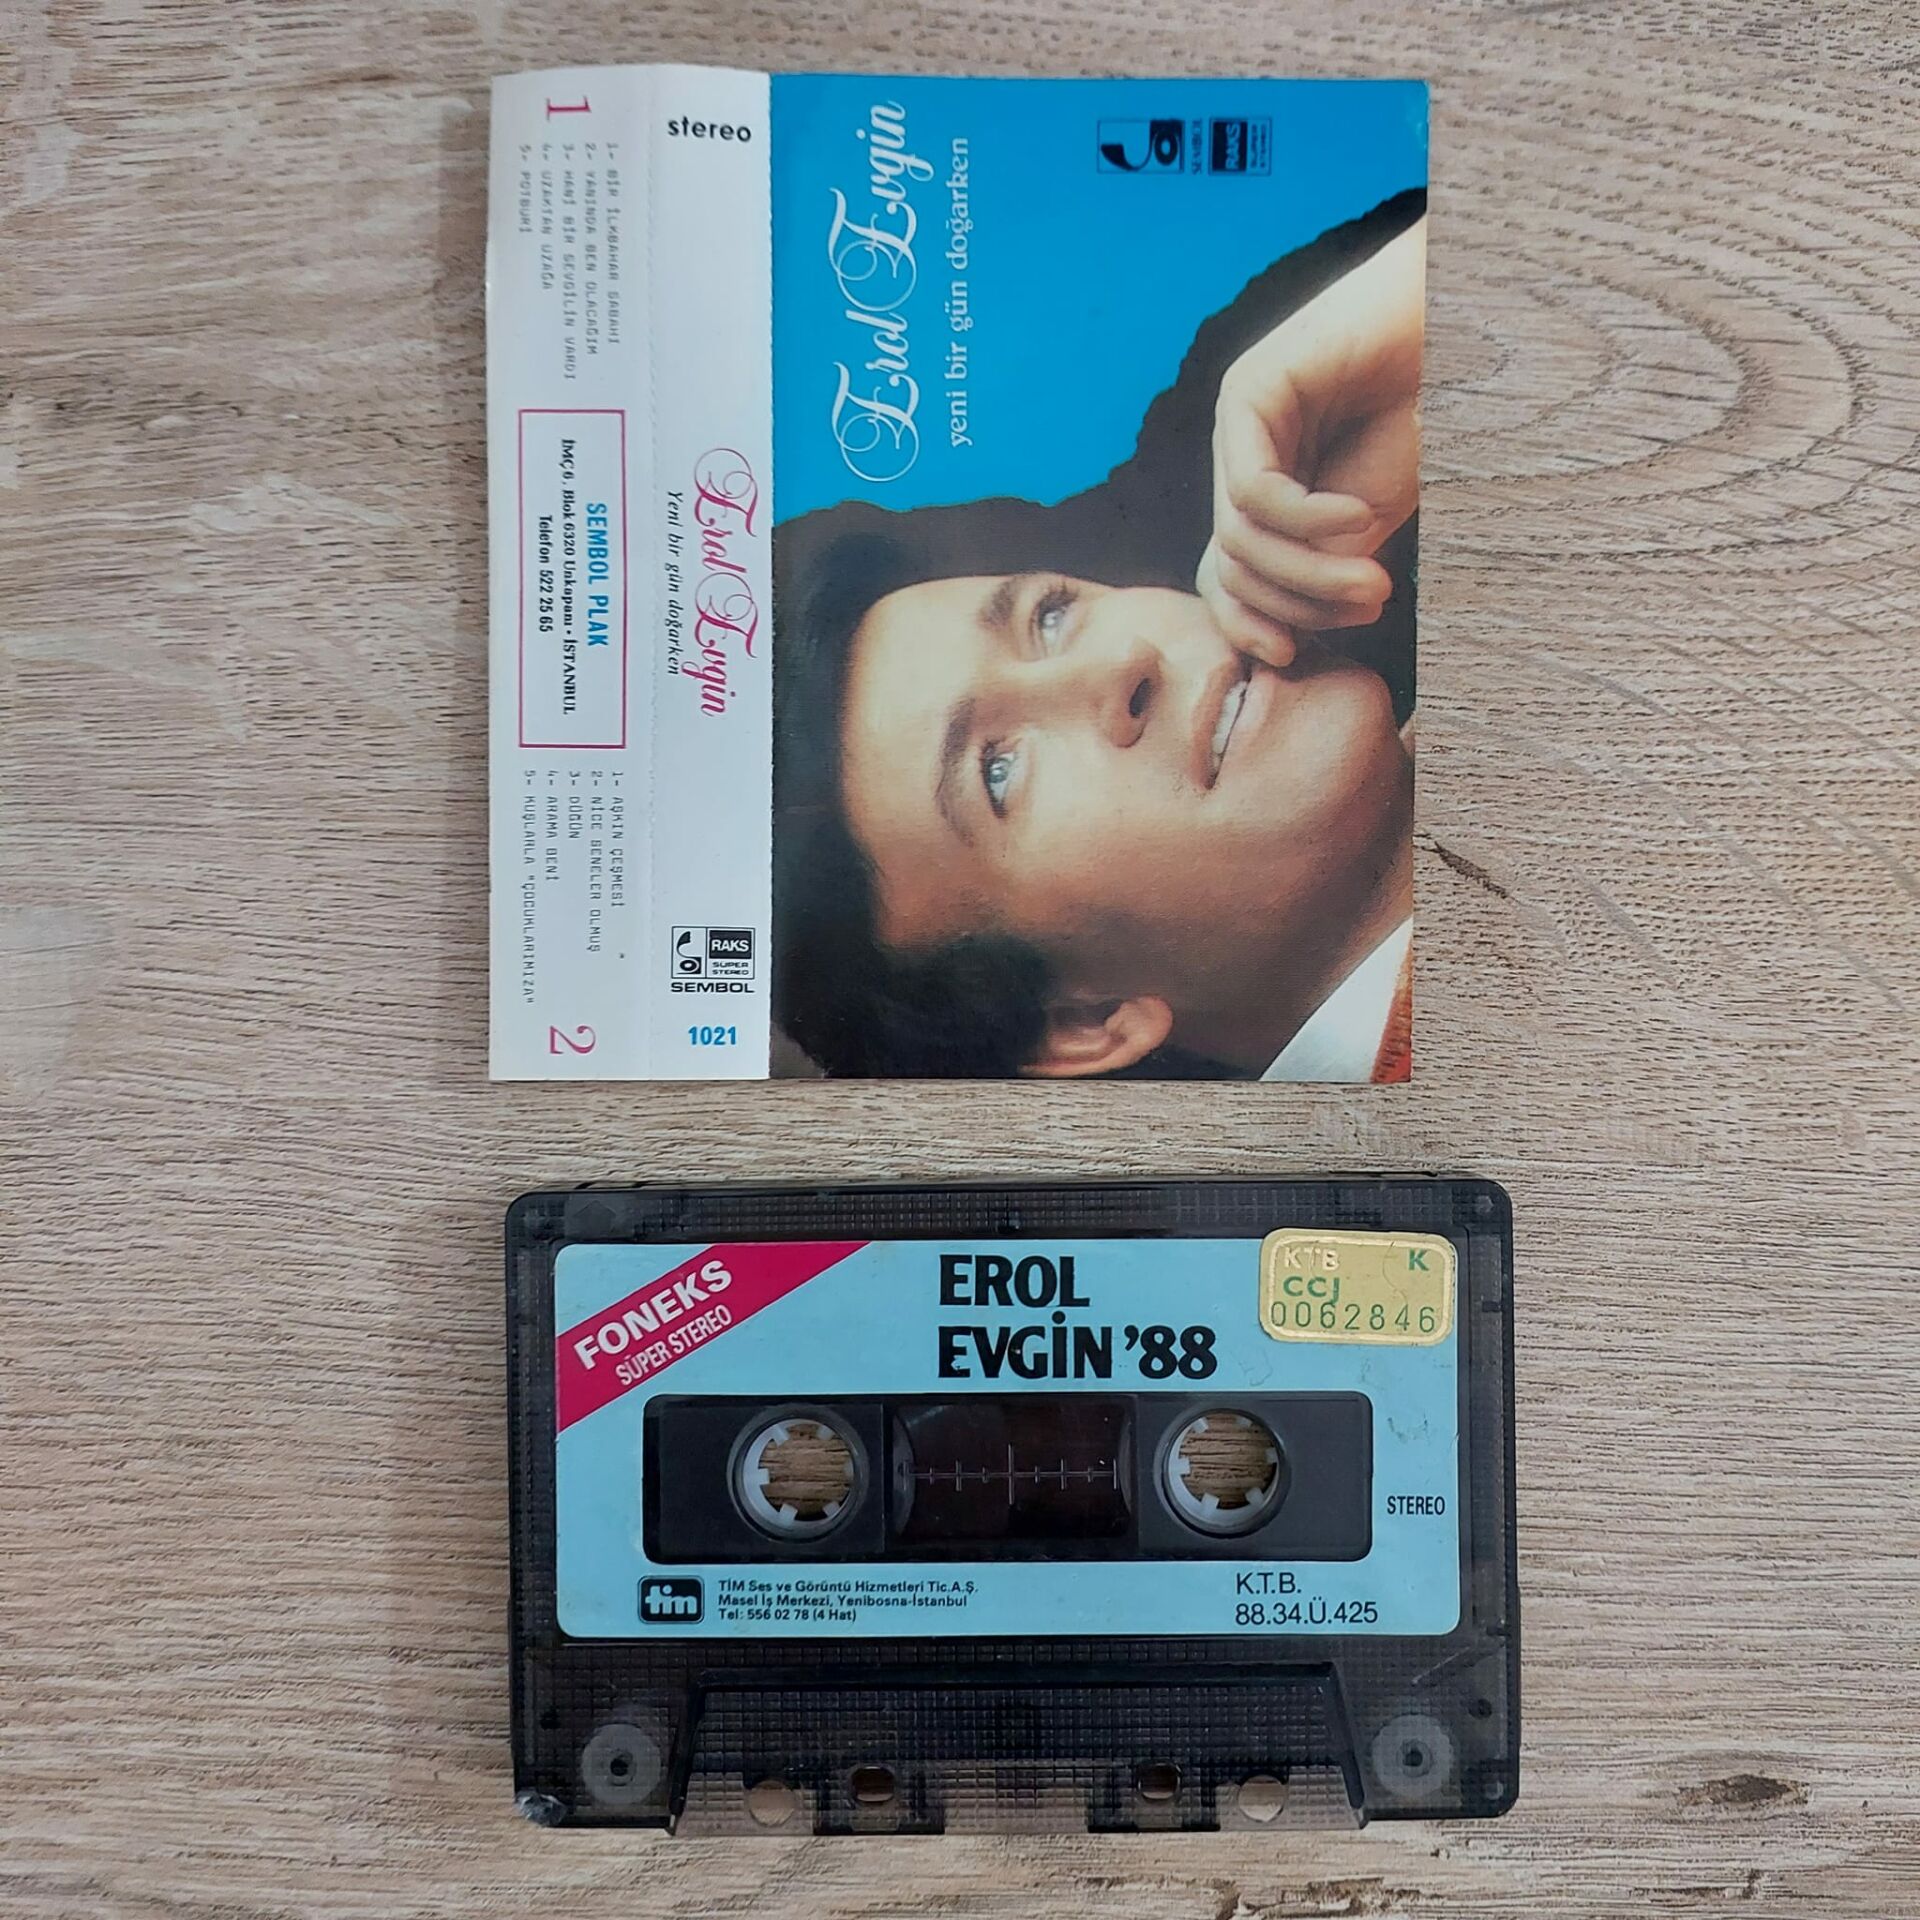 1
1- BİR İLKBAHAR SABAHI
2- YANINDA BEN OLACAĞIM
3- HANİ BİR SEVGİLİN VARDI
4- UZAKTAN UZAĞA
5- POTBURİ
SEMBOL PLAK
İMÇ 6. Blok 6320 Unkapanı • İSTANBUL
Telefon 522 25 65
1- AŞKIN ÇEŞMESİ
2- NİCE SENELER OLMUŞ
3- DÜĞÜN
4- ARAMA BENİ
5- KUŞLARLA "ÇOCUKLARIMIZA"
2
stereo
Erol Evgin
Yeni bir gün doğarken
RAKS
SÜPER
STEREO
SEMBOL
1021
Erol Evgin
yeni bir gün doğarken
SEMBOL
RAKS
SÜPER
STEREO
FONEKS
SÜPER STEREO
EROL
EVGİN '88
KTB K
CCJ
0062846
STEREO
tim
TİM Ses ve Görüntü Hizmetleri Tic.A.Ş.
Masel İş Merkezi, Yenibosna-İstanbul
Tel: 556 02 78 (4 Hat)
K.T.B.
88.34.Ü.425